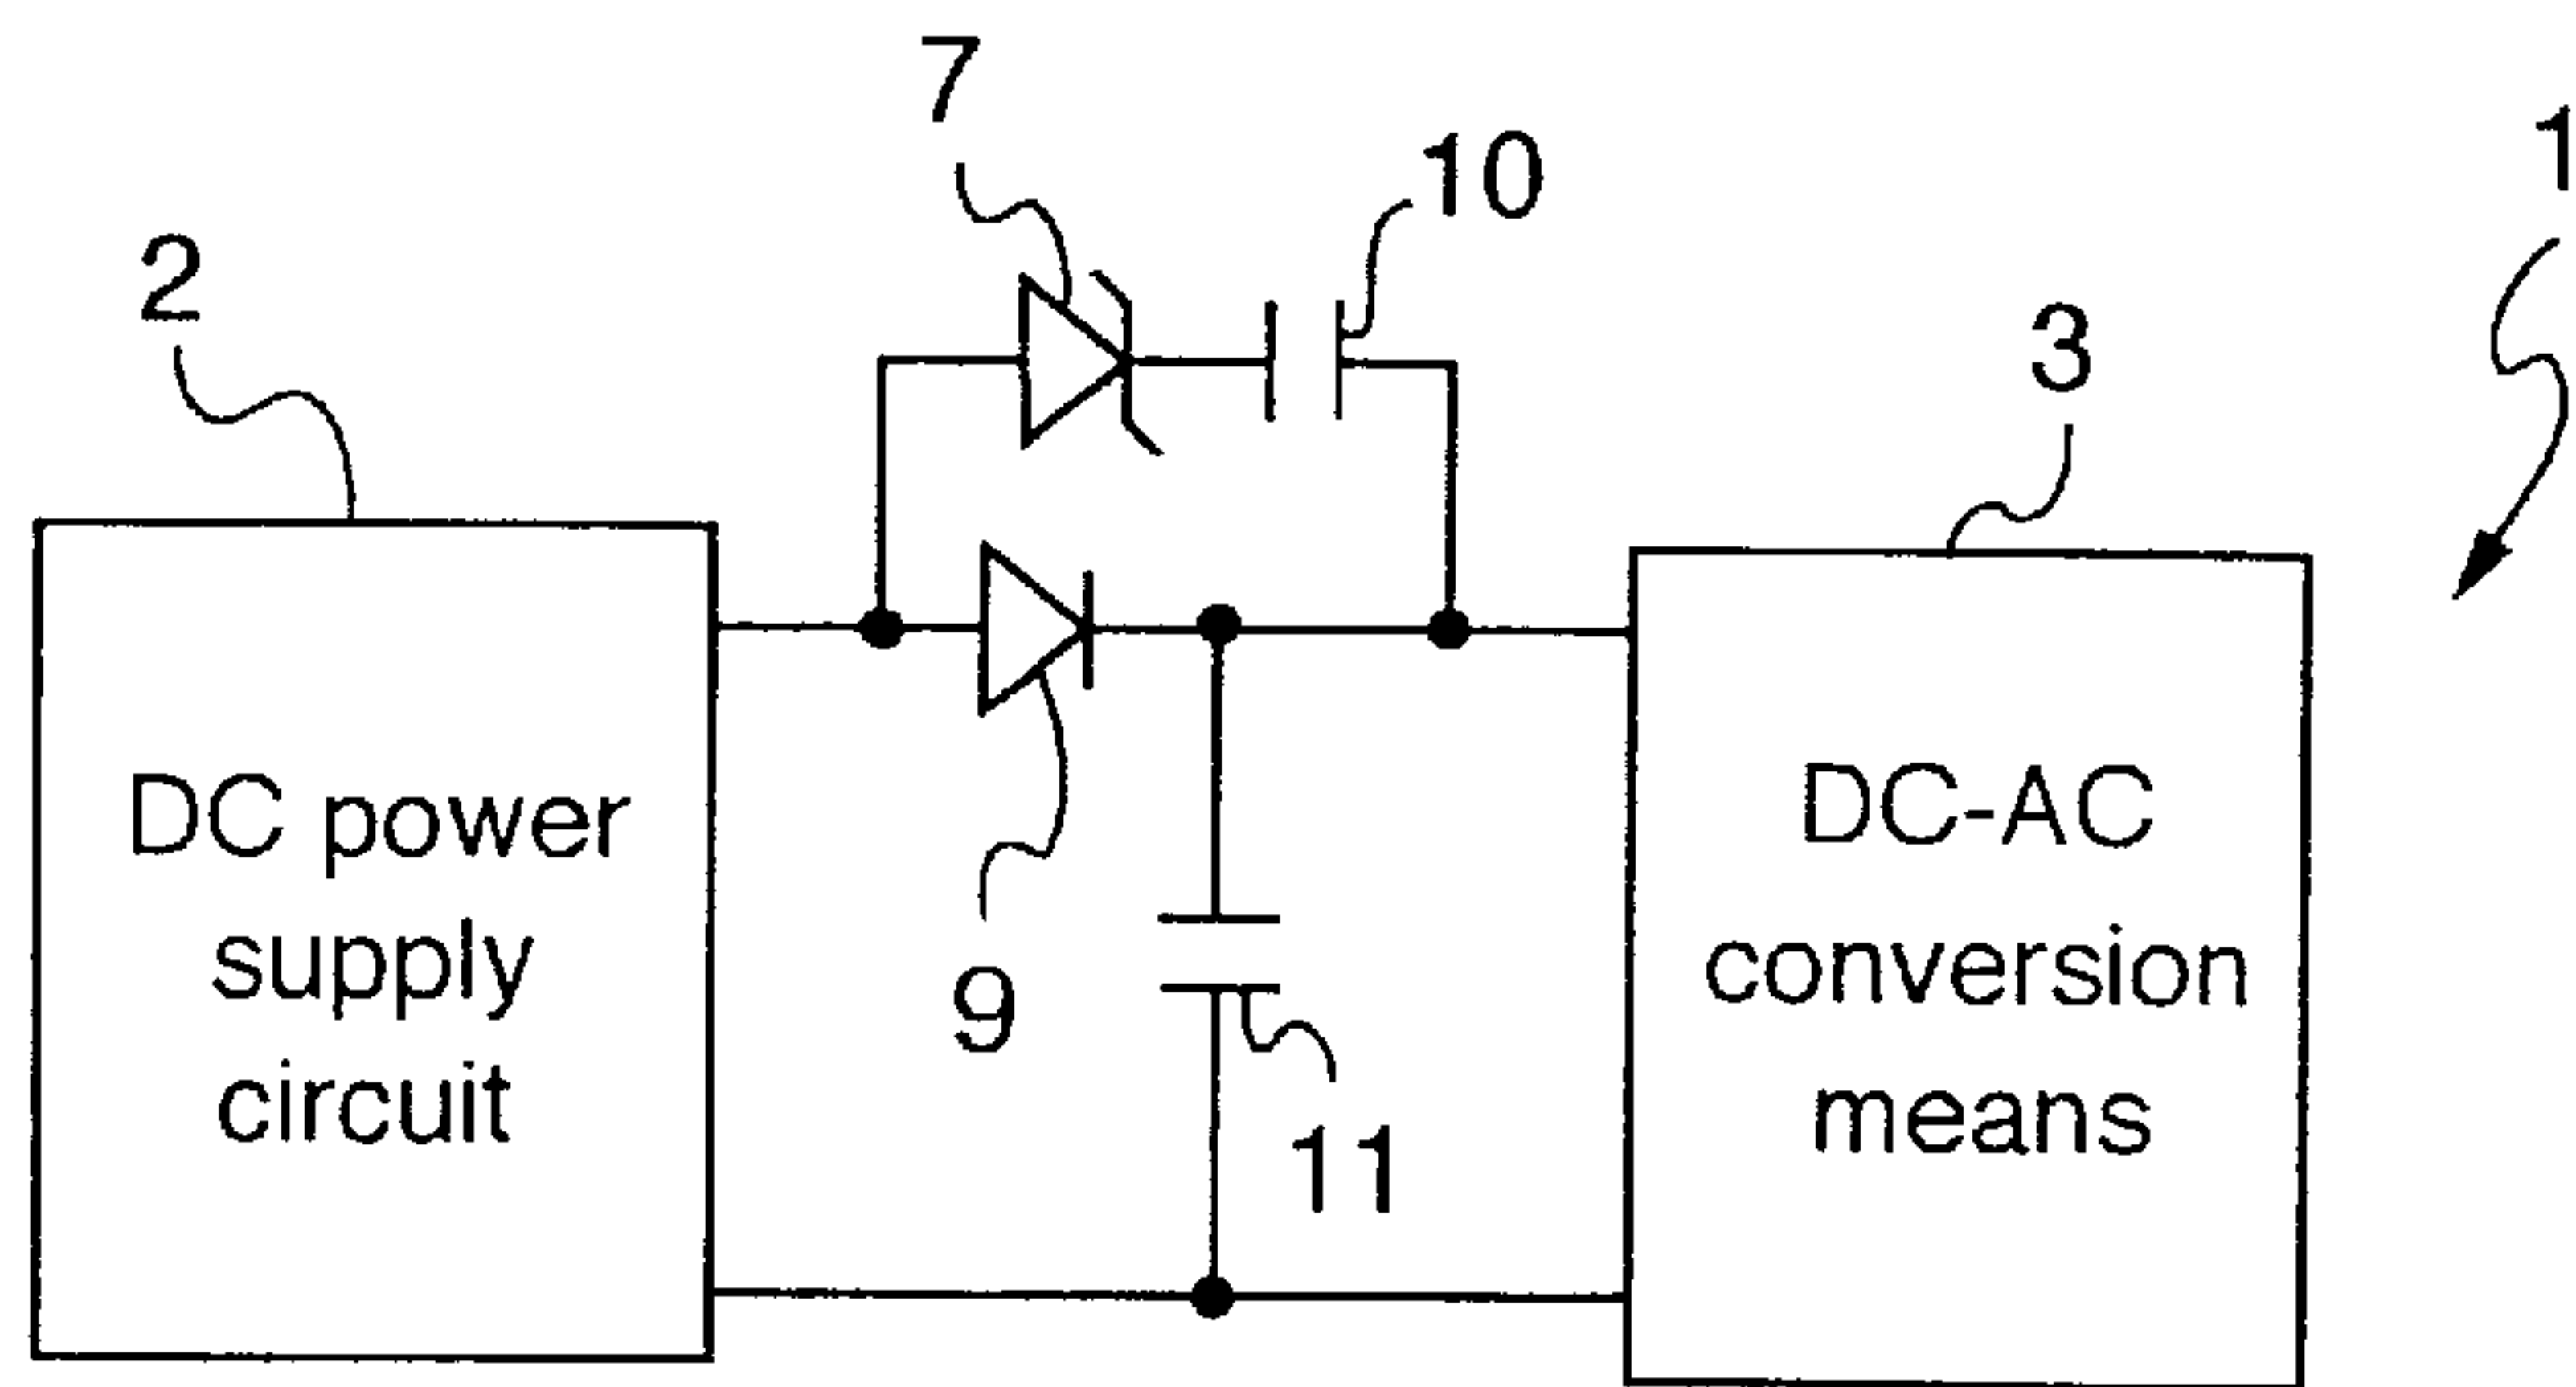 7
10
1
2
3
DC power
supply
circuit
DC-AC
conversion
means
9
11